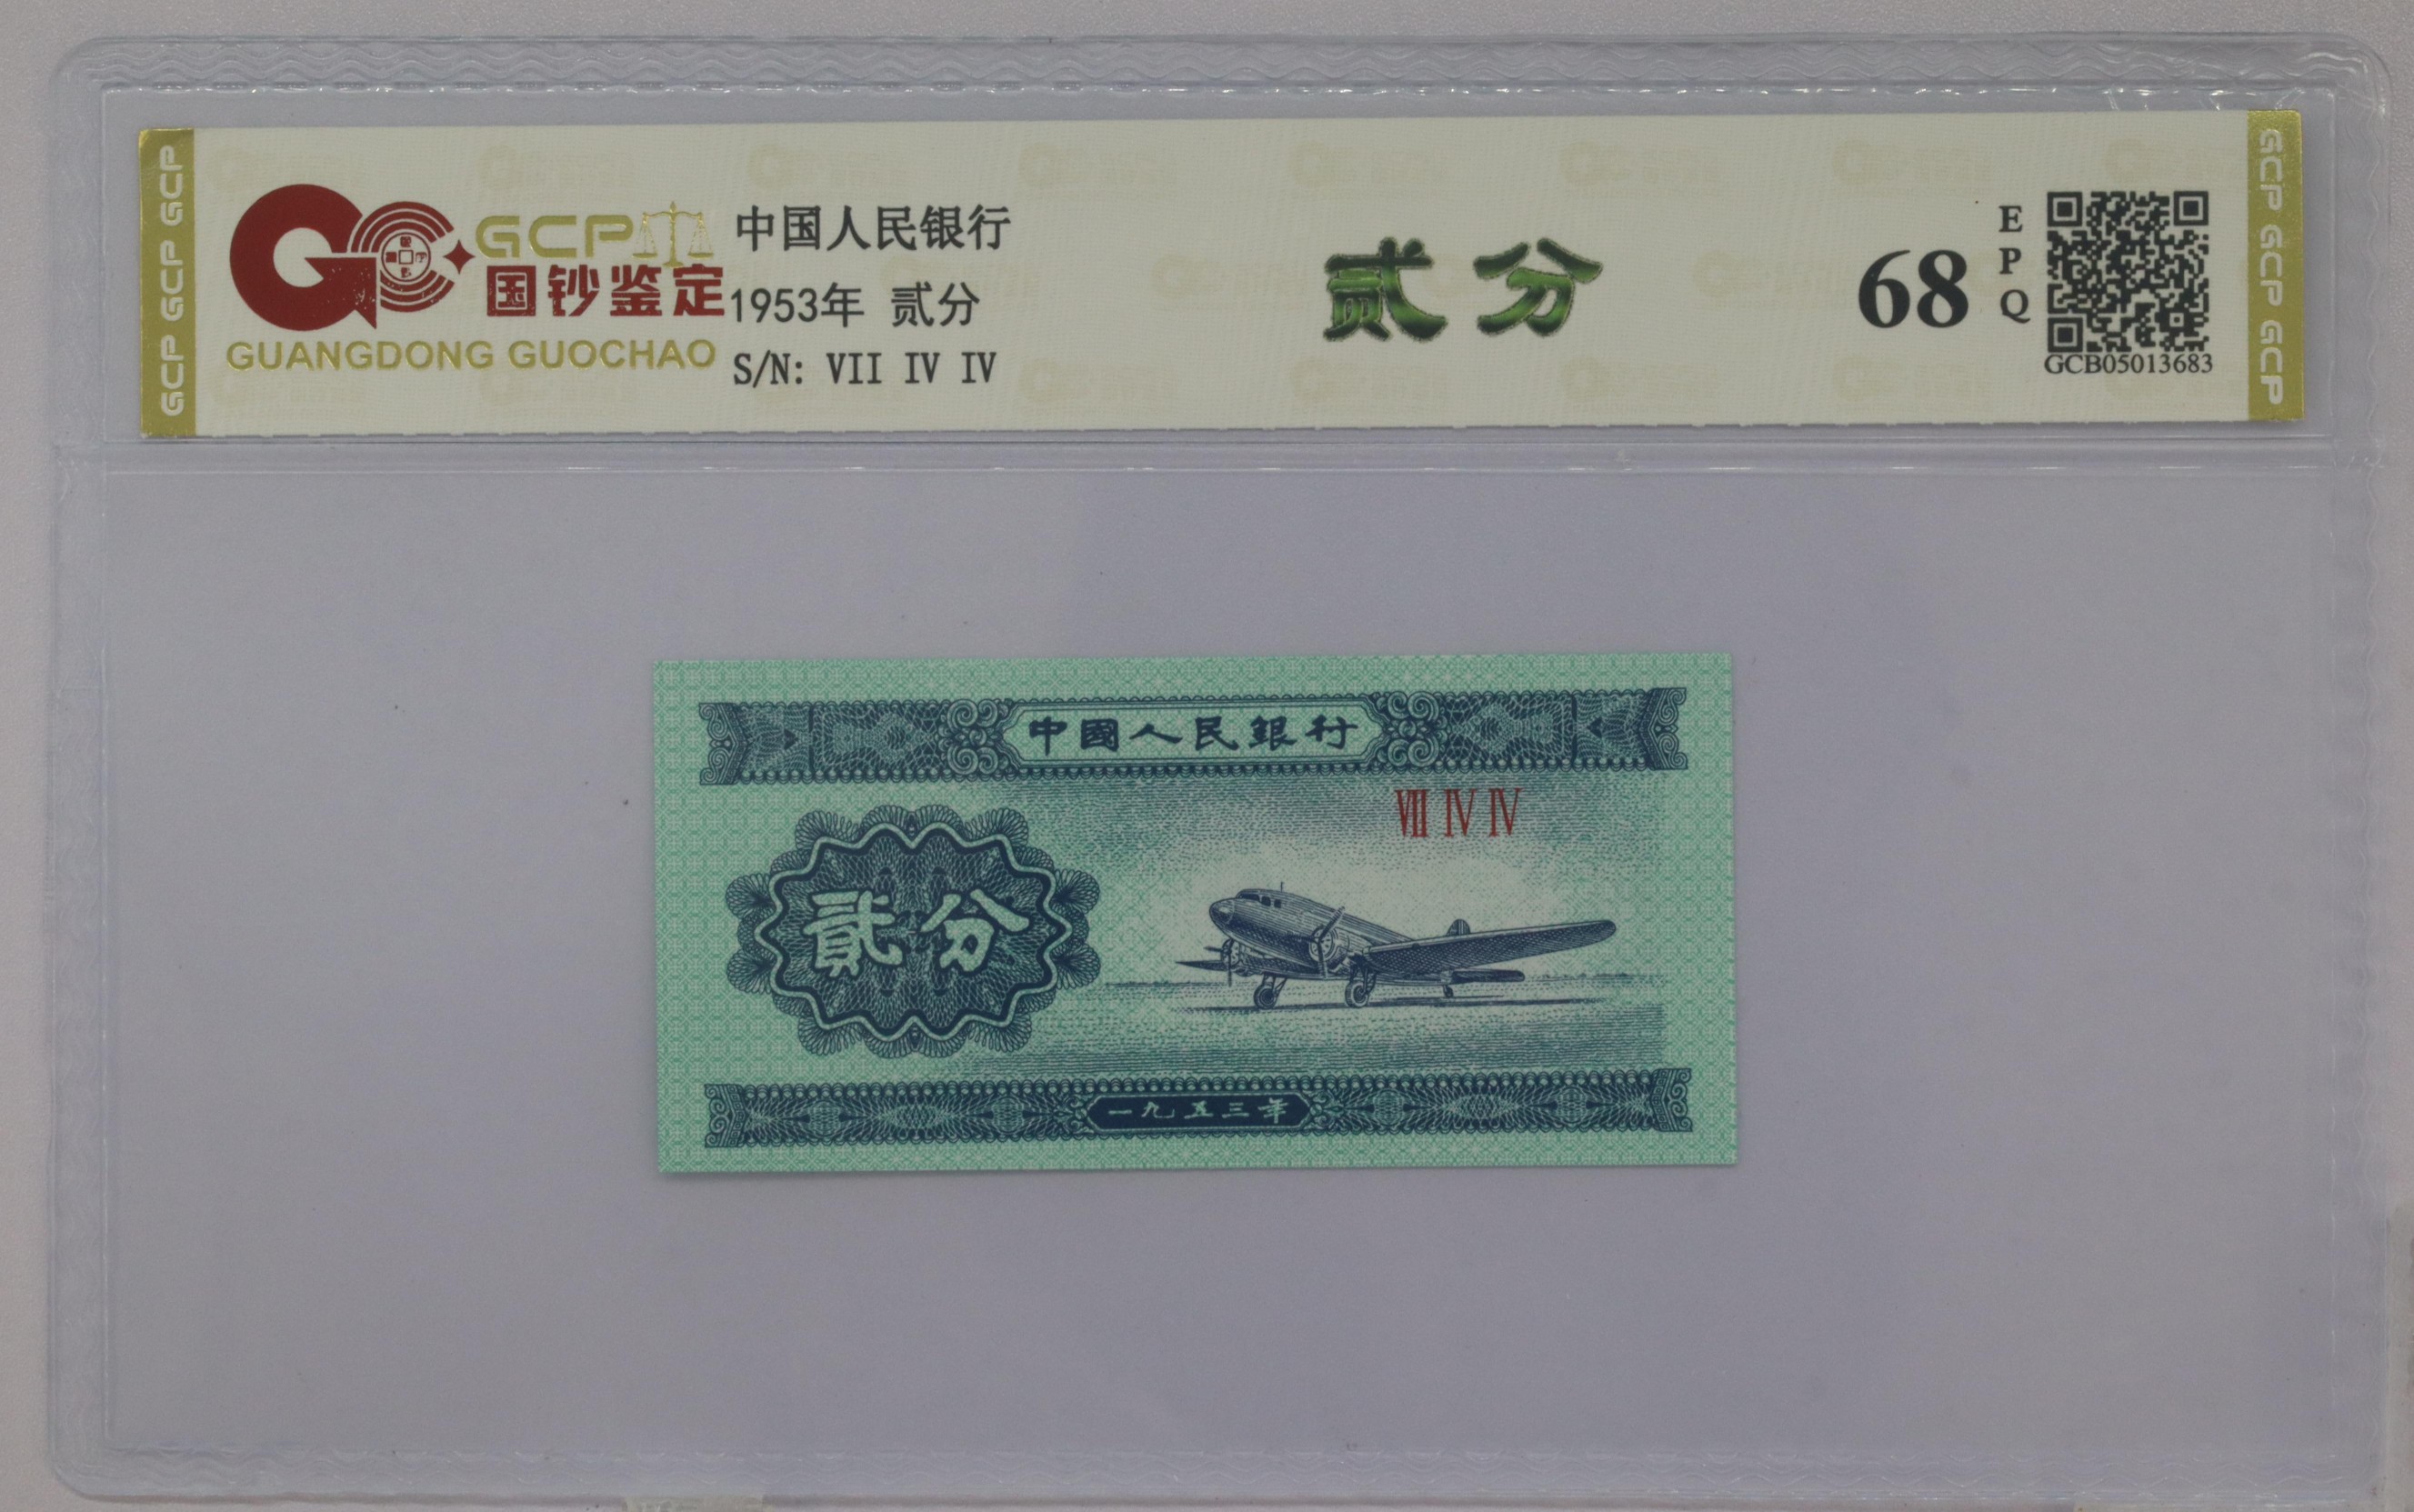 GCP GCP GCP
GCP
国钞鉴定
GUANGDONG GUOCHAO
中国人民银行
1953年 贰分
S/N: VII IV IV
贰分
68
EPQ
GCB05013683
GCP GCP GCP
中國人民銀行
VII IV IV
貳分
一九五三年